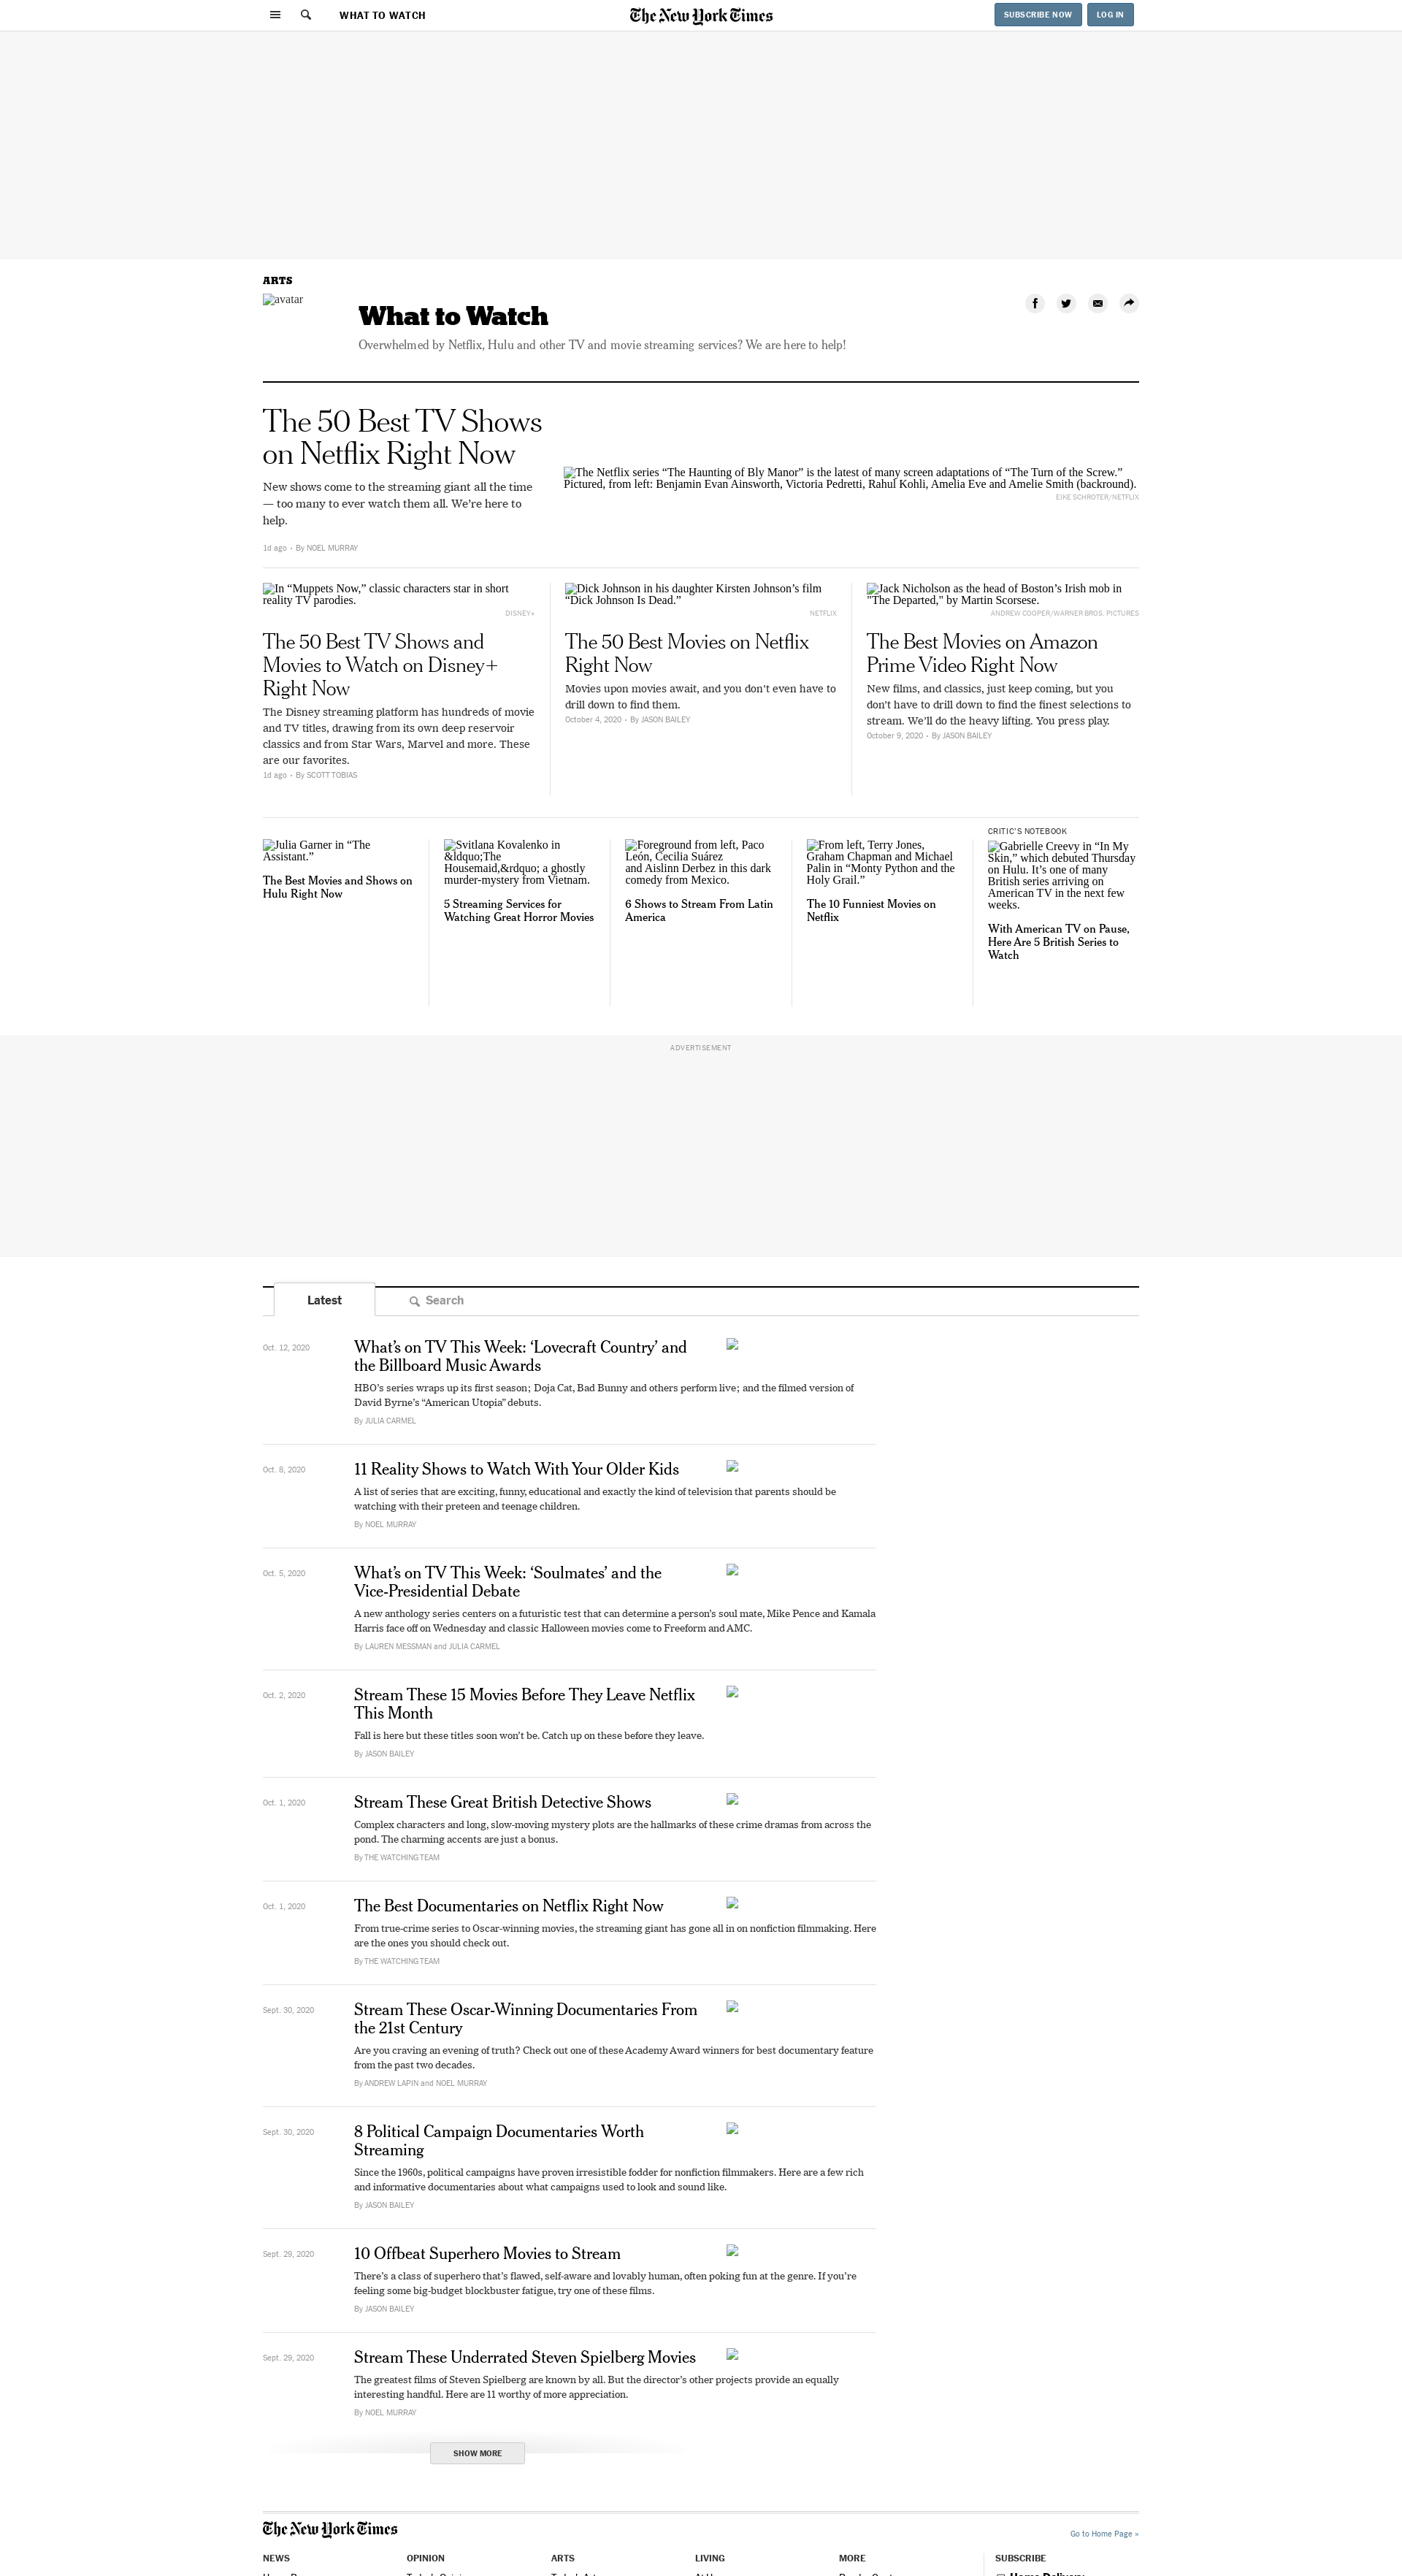 WHAT TO WATCH
The New York Times
SUBSCRIBE NOW
LOG IN
ARTS
avatar
What to Watch
Overwhelmed by Netflix, Hulu and other TV and movie streaming services? We are here to help!
The 50 Best TV Shows
on Netflix Right Now
New shows come to the streaming giant all the time
— too many to ever watch them all. We’re here to
help.
1d ago • By NOEL MURRAY
The Netflix series “The Haunting of Bly Manor” is the latest of many screen adaptations of “The Turn of the Screw.”
Pictured, from left: Benjamin Evan Ainsworth, Victoria Pedretti, Rahul Kohli, Amelia Eve and Amelie Smith (backround).
EIKE SCHROTER/NETFLIX
In “Muppets Now,” classic characters star in short
reality TV parodies.
DISNEY+
The 50 Best TV Shows and
Movies to Watch on Disney+
Right Now
The Disney streaming platform has hundreds of movie
and TV titles, drawing from its own deep reservoir
classics and from Star Wars, Marvel and more. These
are our favorites.
1d ago • By SCOTT TOBIAS
Dick Johnson in his daughter Kirsten Johnson’s film
“Dick Johnson Is Dead.”
NETFLIX
The 50 Best Movies on Netflix
Right Now
Movies upon movies await, and you don’t even have to
drill down to find them.
October 4, 2020 • By JASON BAILEY
Jack Nicholson as the head of Boston’s Irish mob in
"The Departed," by Martin Scorsese.
ANDREW COOPER/WARNER BROS. PICTURES
The Best Movies on Amazon
Prime Video Right Now
New films, and classics, just keep coming, but you
don’t have to drill down to find the finest selections to
stream. We’ll do the heavy lifting. You press play.
October 9, 2020 • By JASON BAILEY
Julia Garner in “The
Assistant.”
The Best Movies and Shows on
Hulu Right Now
Svitlana Kovalenko in
&ldquo;The
Housemaid,&rdquo; a ghostly
murder-mystery from Vietnam.
5 Streaming Services for
Watching Great Horror Movies
Foreground from left, Paco
León, Cecilia Suárez
and Aislinn Derbez in this dark
comedy from Mexico.
6 Shows to Stream From Latin
America
From left, Terry Jones,
Graham Chapman and Michael
Palin in “Monty Python and the
Holy Grail.”
The 10 Funniest Movies on
Netflix
CRITIC’S NOTEBOOK
Gabrielle Creevy in “In My
Skin,” which debuted Thursday
on Hulu. It’s one of many
British series arriving on
American TV in the next few
weeks.
With American TV on Pause,
Here Are 5 British Series to
Watch
ADVERTISEMENT
Latest
Search
Oct. 12, 2020
What’s on TV This Week: ‘Lovecraft Country’ and
the Billboard Music Awards
HBO’s series wraps up its first season; Doja Cat, Bad Bunny and others perform live; and the filmed version of
David Byrne’s “American Utopia” debuts.
By JULIA CARMEL
Oct. 8, 2020
11 Reality Shows to Watch With Your Older Kids
A list of series that are exciting, funny, educational and exactly the kind of television that parents should be
watching with their preteen and teenage children.
By NOEL MURRAY
Oct. 5, 2020
What’s on TV This Week: ‘Soulmates’ and the
Vice-Presidential Debate
A new anthology series centers on a futuristic test that can determine a person’s soul mate, Mike Pence and Kamala
Harris face off on Wednesday and classic Halloween movies come to Freeform and AMC.
By LAUREN MESSMAN and JULIA CARMEL
Oct. 2, 2020
Stream These 15 Movies Before They Leave Netflix
This Month
Fall is here but these titles soon won’t be. Catch up on these before they leave.
By JASON BAILEY
Oct. 1, 2020
Stream These Great British Detective Shows
Complex characters and long, slow-moving mystery plots are the hallmarks of these crime dramas from across the
pond. The charming accents are just a bonus.
By THE WATCHING TEAM
Oct. 1, 2020
The Best Documentaries on Netflix Right Now
From true-crime series to Oscar-winning movies, the streaming giant has gone all in on nonfiction filmmaking. Here
are the ones you should check out.
By THE WATCHING TEAM
Sept. 30, 2020
Stream These Oscar-Winning Documentaries From
the 21st Century
Are you craving an evening of truth? Check out one of these Academy Award winners for best documentary feature
from the past two decades.
By ANDREW LAPIN and NOEL MURRAY
Sept. 30, 2020
8 Political Campaign Documentaries Worth
Streaming
Since the 1960s, political campaigns have proven irresistible fodder for nonfiction filmmakers. Here are a few rich
and informative documentaries about what campaigns used to look and sound like.
By JASON BAILEY
Sept. 29, 2020
10 Offbeat Superhero Movies to Stream
There’s a class of superhero that’s flawed, self-aware and lovably human, often poking fun at the genre. If you’re
feeling some big-budget blockbuster fatigue, try one of these films.
By JASON BAILEY
Sept. 29, 2020
Stream These Underrated Steven Spielberg Movies
The greatest films of Steven Spielberg are known by all. But the director’s other projects provide an equally
interesting handful. Here are 11 worthy of more appreciation.
By NOEL MURRAY
SHOW MORE
The New York Times
Go to Home Page »
NEWS
OPINION
ARTS
LIVING
MORE
SUBSCRIBE